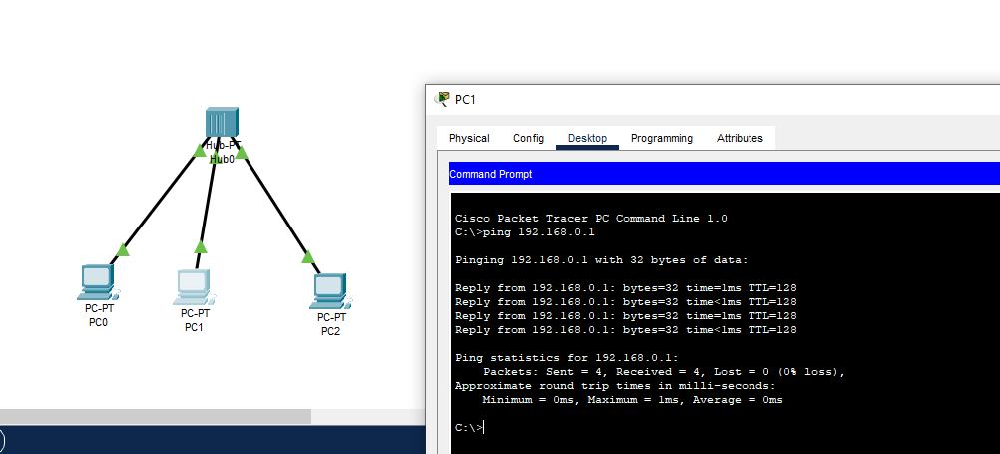 Hub-PT
Hub0
PC-PT
PC0
PC-PT
PC1
PC-PT
PC2
PC1
Physical Config Desktop Programming Attributes
Command Prompt
Cisco Packet Tracer PC Command Line 1.0
C:\>ping 192.168.0.1
Pinging 192.168.0.1 with 32 bytes of data:
Reply from 192.168.0.1: bytes=32 time=1ms TTL=128
Reply from 192.168.0.1: bytes=32 time<1ms TTL=128
Reply from 192.168.0.1: bytes=32 time=1ms TTL=128
Reply from 192.168.0.1: bytes=32 time<1ms TTL=128
Ping statistics for 192.168.0.1:
Packets: Sent = 4, Received = 4, Lost = 0 (0% loss),
Approximate round trip times in milli-seconds:
Minimum = 0ms, Maximum = 1ms, Average = 0ms
C:\>